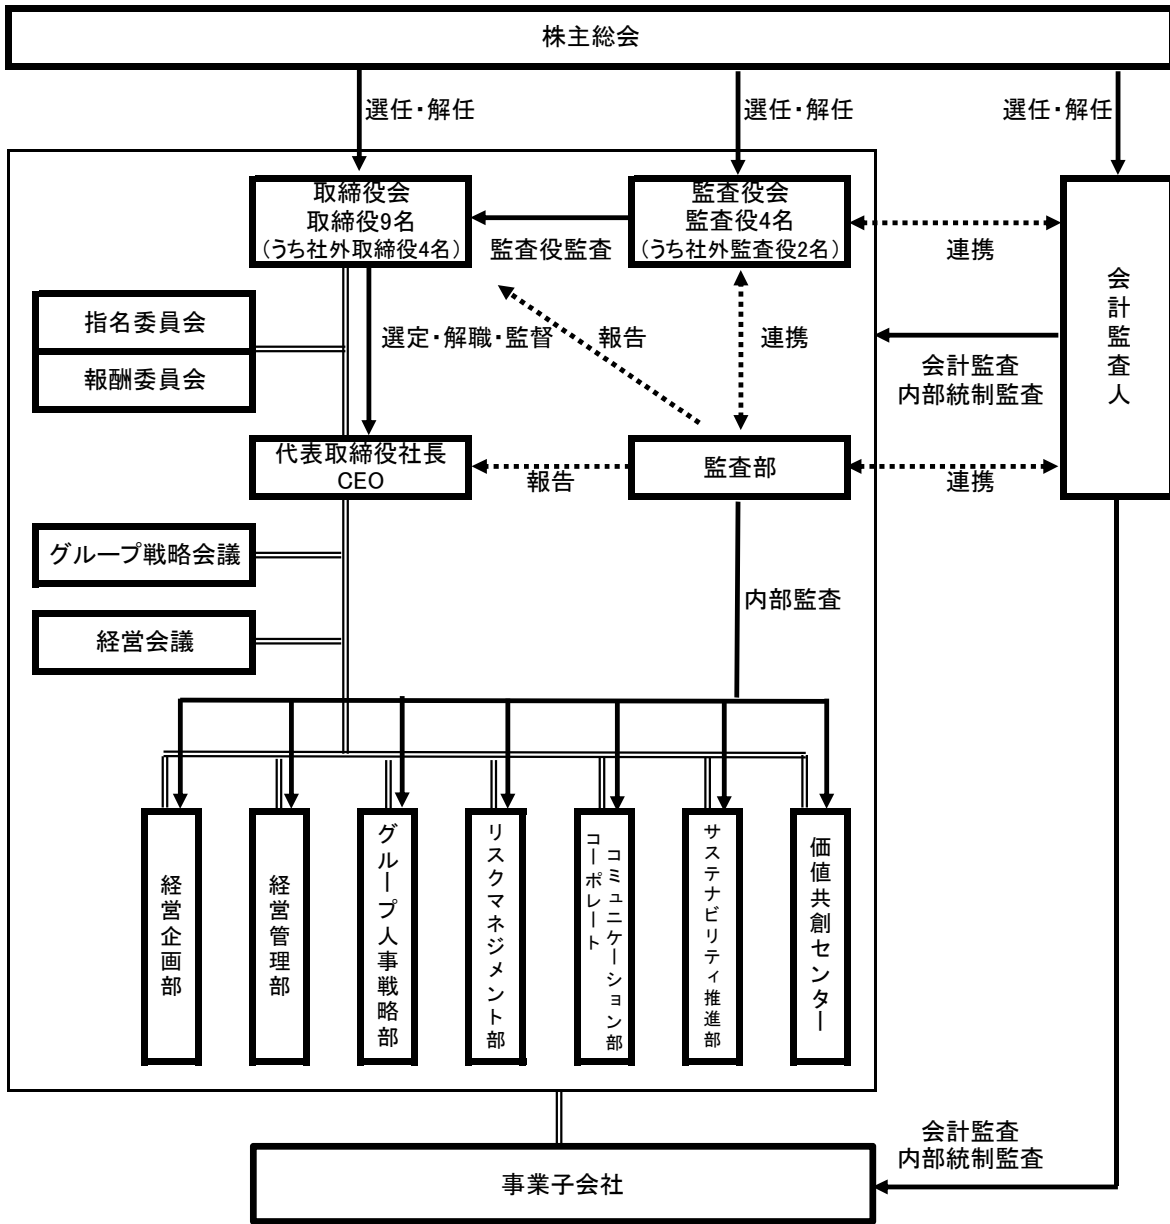 株主総会
選任・解任
選任・解任
選任・解任
取締役会
取締役9名
(うち社外取締役4名)
監査役監査
監査役会
監査役4名
(うち社外監査役2名)
連携
会計監査人
指名委員会
報酬委員会
選定・解職・監督
報告
連携
会計監査
内部統制監査
代表取締役社長
CEO
報告
監査部
連携
グループ戦略会議
内部監査
経営会議
経営企画部
経営管理部
グループ人事戦略部
リスクマネジメント部
コーポレート
コミュニケーション部
サステナビリティ推進部
価値共創センター
会計監査
内部統制監査
事業子会社